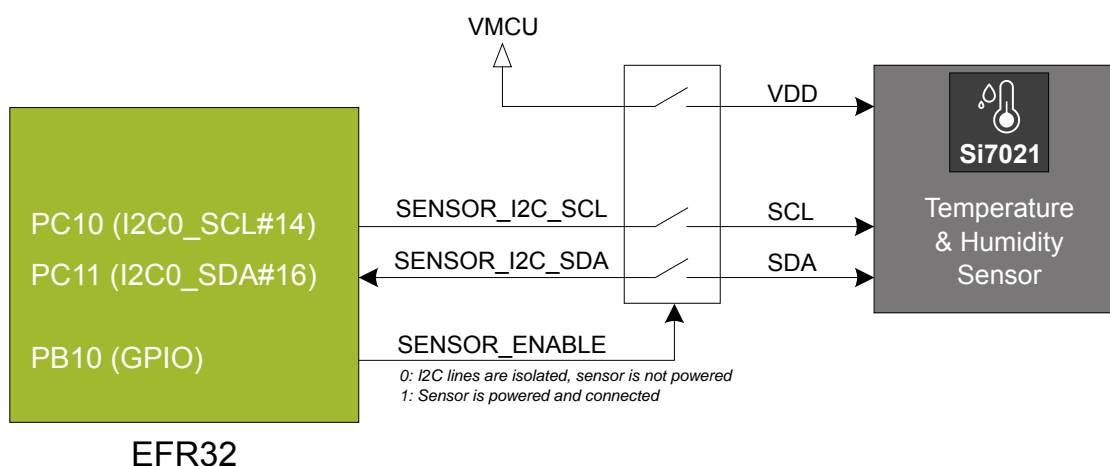 VMCU
VDD
Si7021
PC10 (I2C0_SCL#14)
SENSOR_I2C_SCL
SCL
Temperature
& Humidity
Sensor
PC11 (I2C0_SDA#16)
SENSOR_I2C_SDA
SDA
PB10 (GPIO)
SENSOR_ENABLE
0: I2C lines are isolated, sensor is not powered
1: Sensor is powered and connected
EFR32